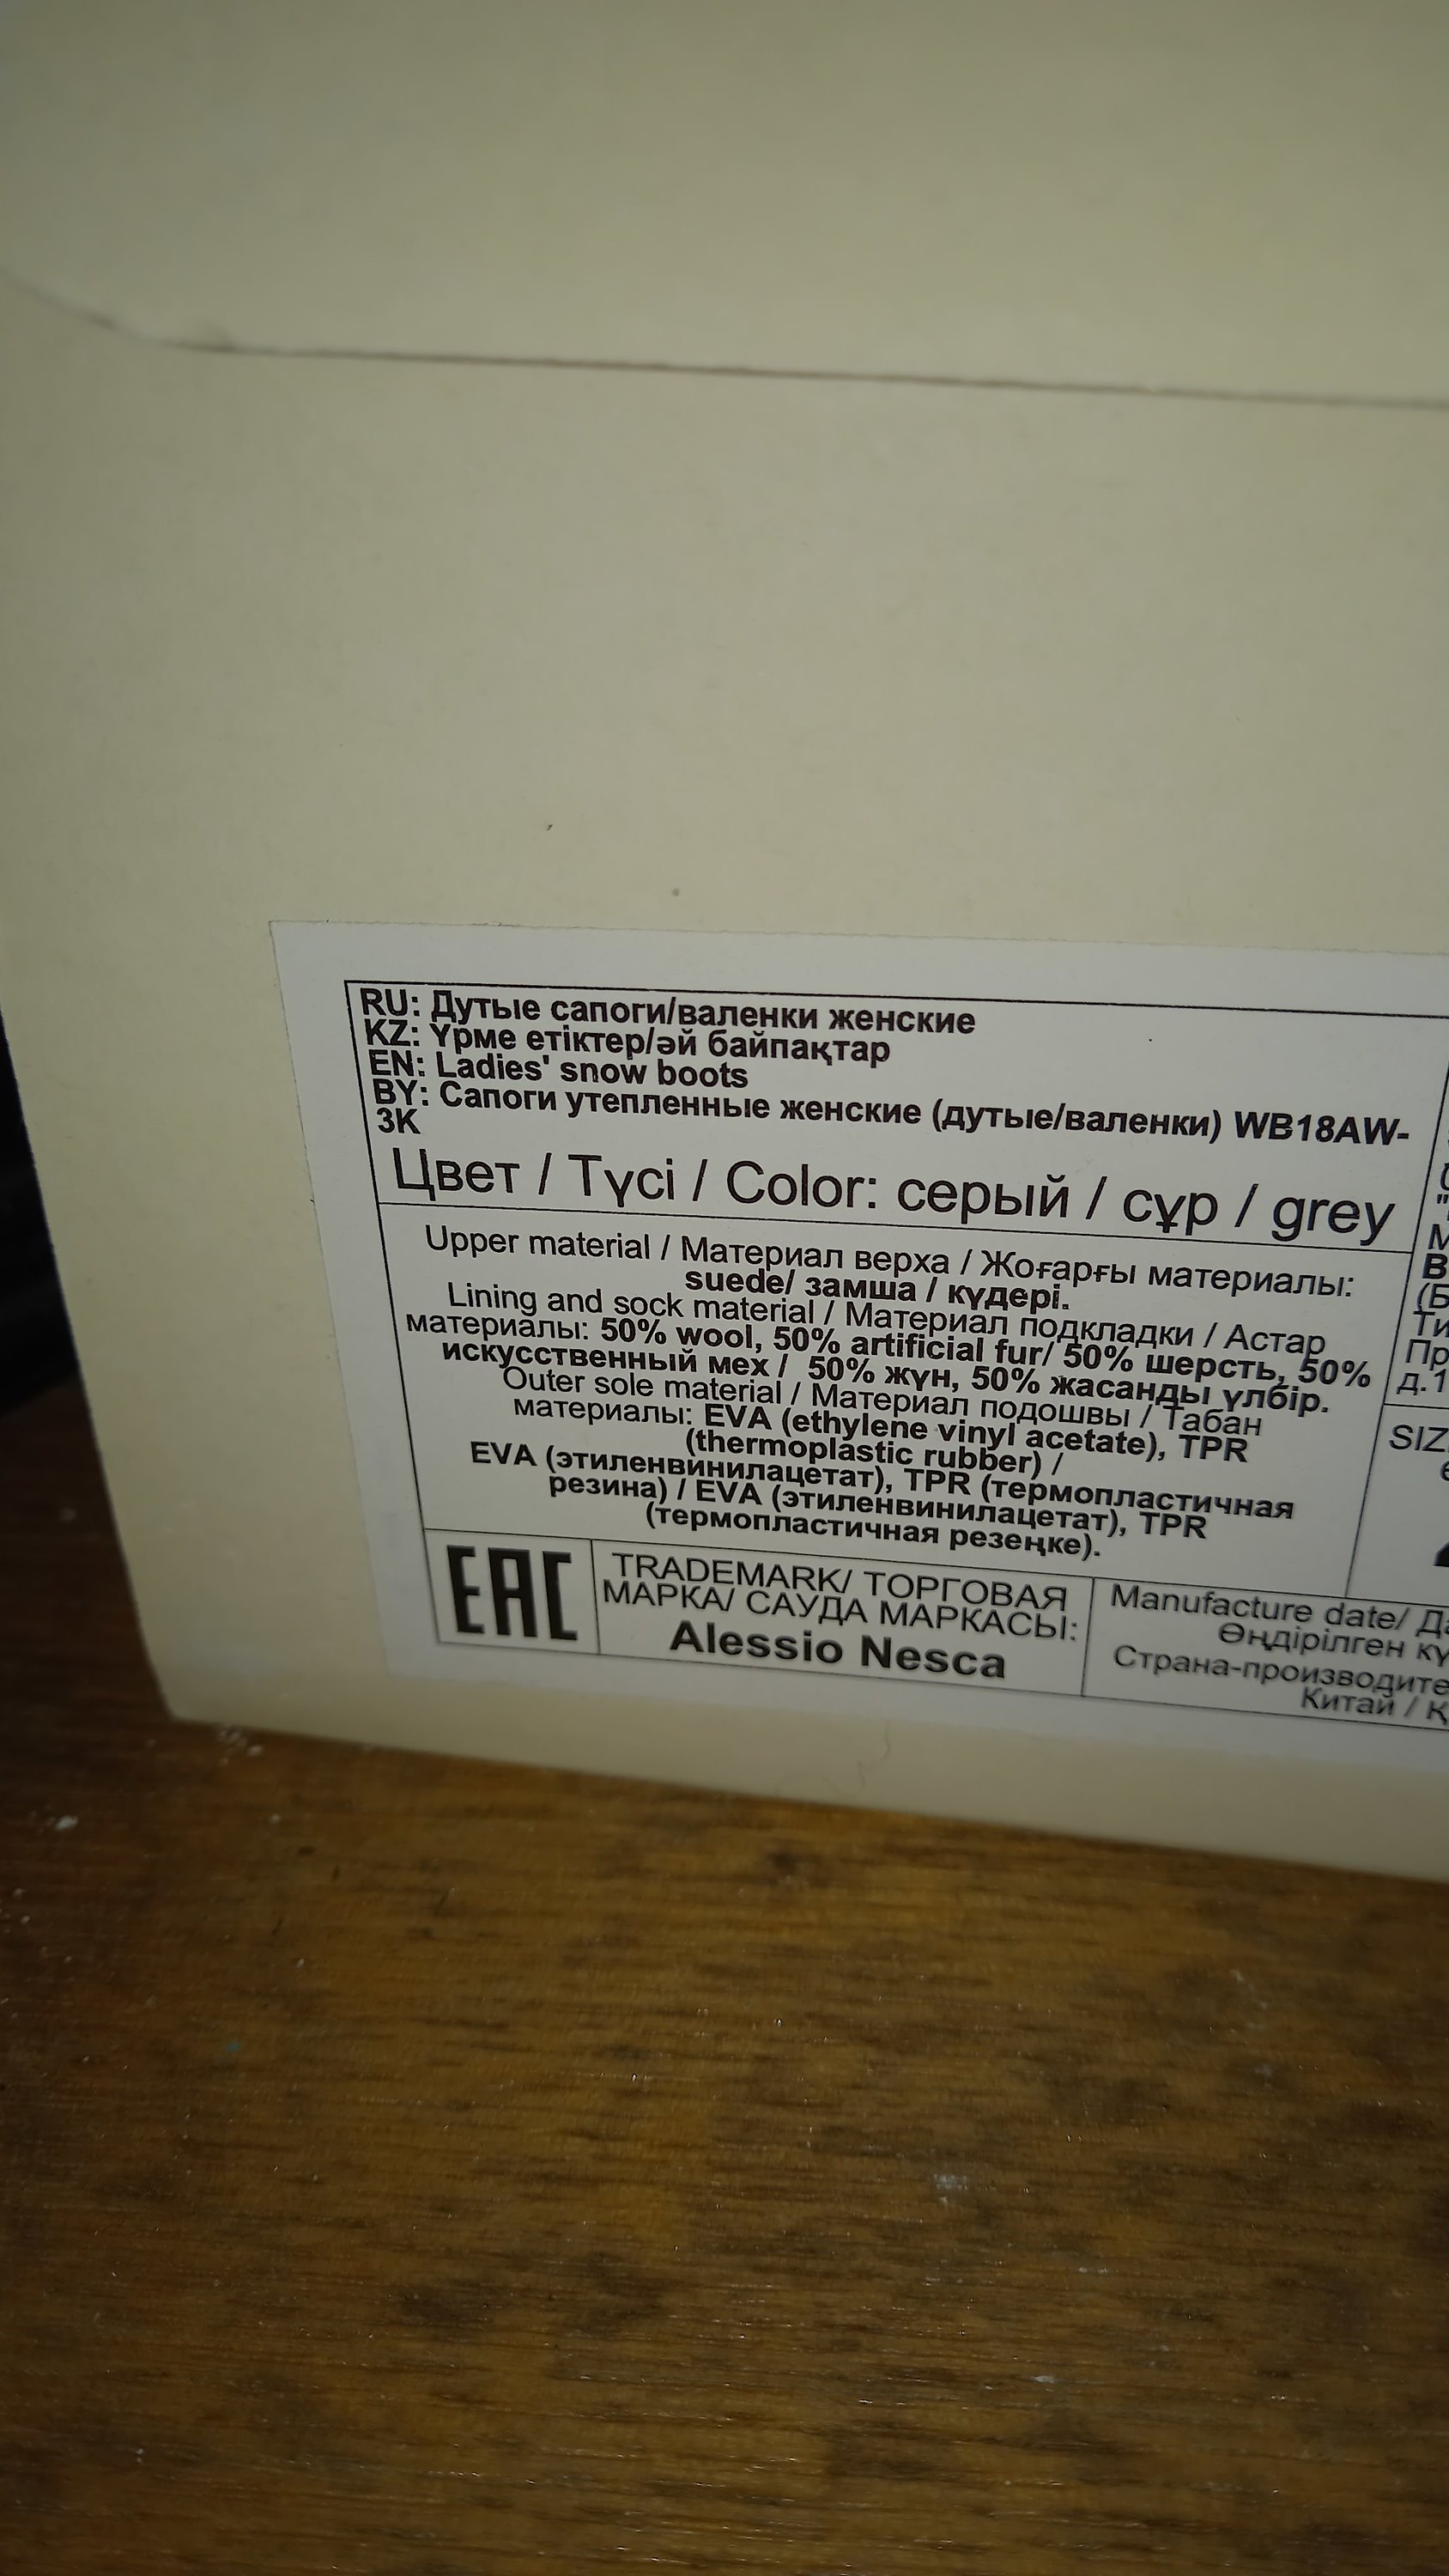 RU: Дутые сапоги/валенки женские
KZ: Үрме етіктер/әй байпақтар
EN: Ladies' snow boots
BY: Сапоги утепленные женские (дутые/валенки) WB18AW-
3K
Цвет / Түсі / Color: серый / сұр / grey
Upper material / Материал верха / Жоғарғы материалы:
suede/ замша / күдері.
Lining and sock material / Материал подкладки / Астар
материалы: 50% wool, 50% artificial fur/ 50% шерсть, 50%
искусственный мех / 50% жүн, 50% жасанды үлбір.
Outer sole material / Материал подошвы / Табан
материалы: EVA (ethylene vinyl acetate), TPR
(thermoplastic rubber) /
EVA (этиленвинилацетат), TPR (термопластичная
резина) / EVA (этиленвинилацетат), TPR
(термопластичная резеңке).
EAC
TRADEMARK/ ТОРГОВАЯ
МАРКА/ САУДА МАРКАСЫ:
Alessio Nesca
Manufacture date/
Өңдірілген
Страна-производите
Китай /
SIZ
д.1